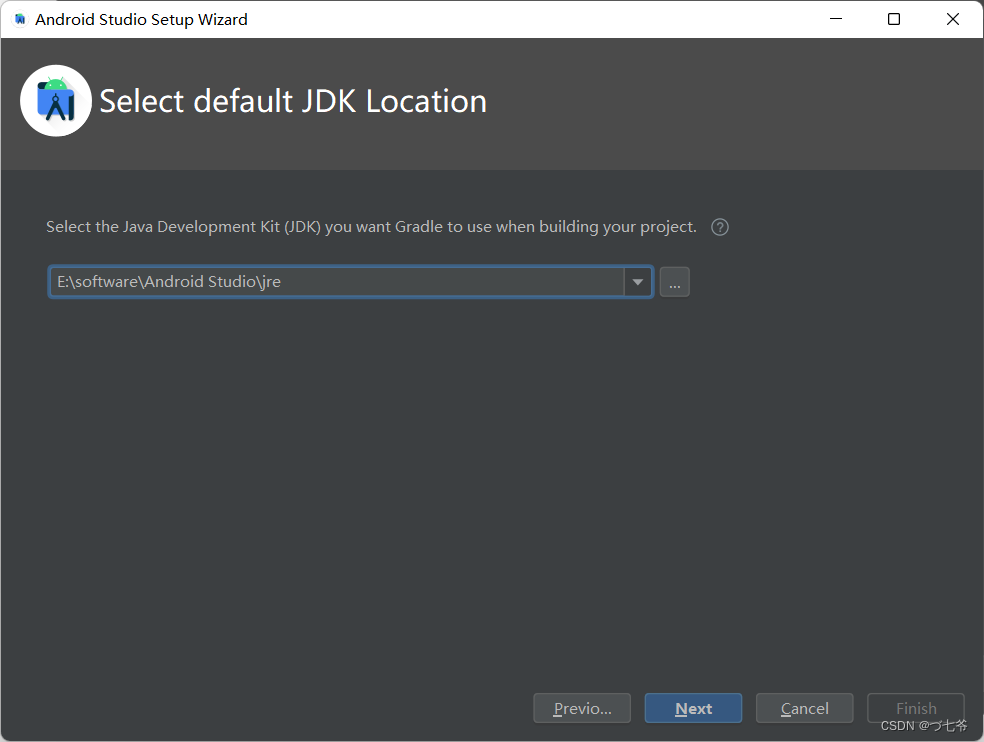 Android Studio Setup Wizard
Select default JDK Location
Select the Java Development Kit (JDK) you want Gradle to use when building your project. ?
E:\software\Android Studio\jre
...
Previo... Next Cancel Finish
CSDN @づ七爷